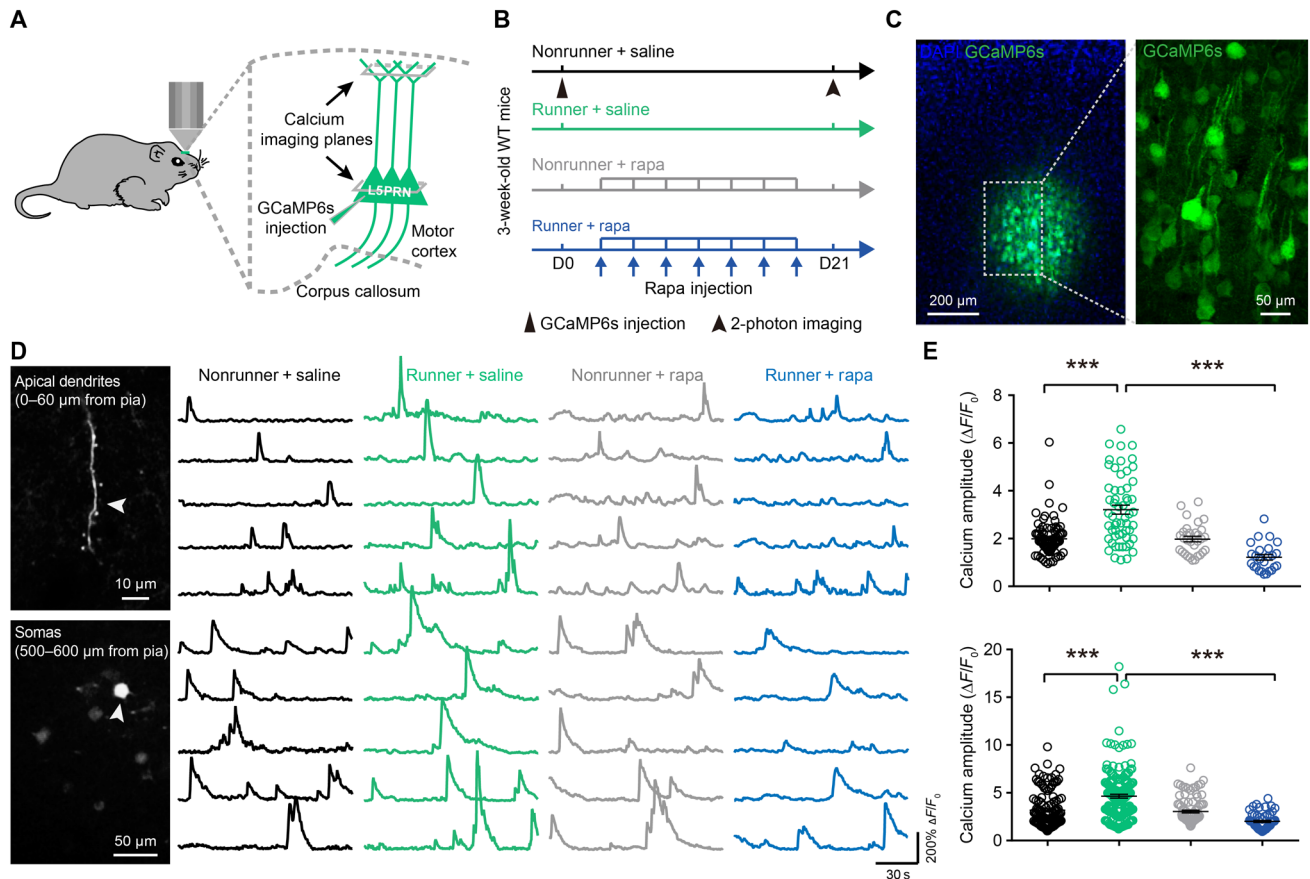 A
Calcium
imaging planes
L5PRN
GCaMP6s
injection
Motor
cortex
Corpus callosum
B
3-week-old WT mice
Nonrunner + saline
Runner + saline
Nonrunner + rapa
Runner + rapa
D0
D21
Rapa injection
GCaMP6s injection
2-photon imaging
C
DAPI GCaMP6s
200 µm
GCaMP6s
50 µm
D
Apical dendrites
(0–60 µm from pia)
10 µm
Somas
(500–600 µm from pia)
50 µm
Nonrunner + saline
Runner + saline
Nonrunner + rapa
Runner + rapa
200% ΔF/F0
30 s
E
***
***
Calcium amplitude (ΔF/F0)
8
6
4
2
0
***
***
Calcium amplitude (ΔF/F0)
20
15
10
5
0